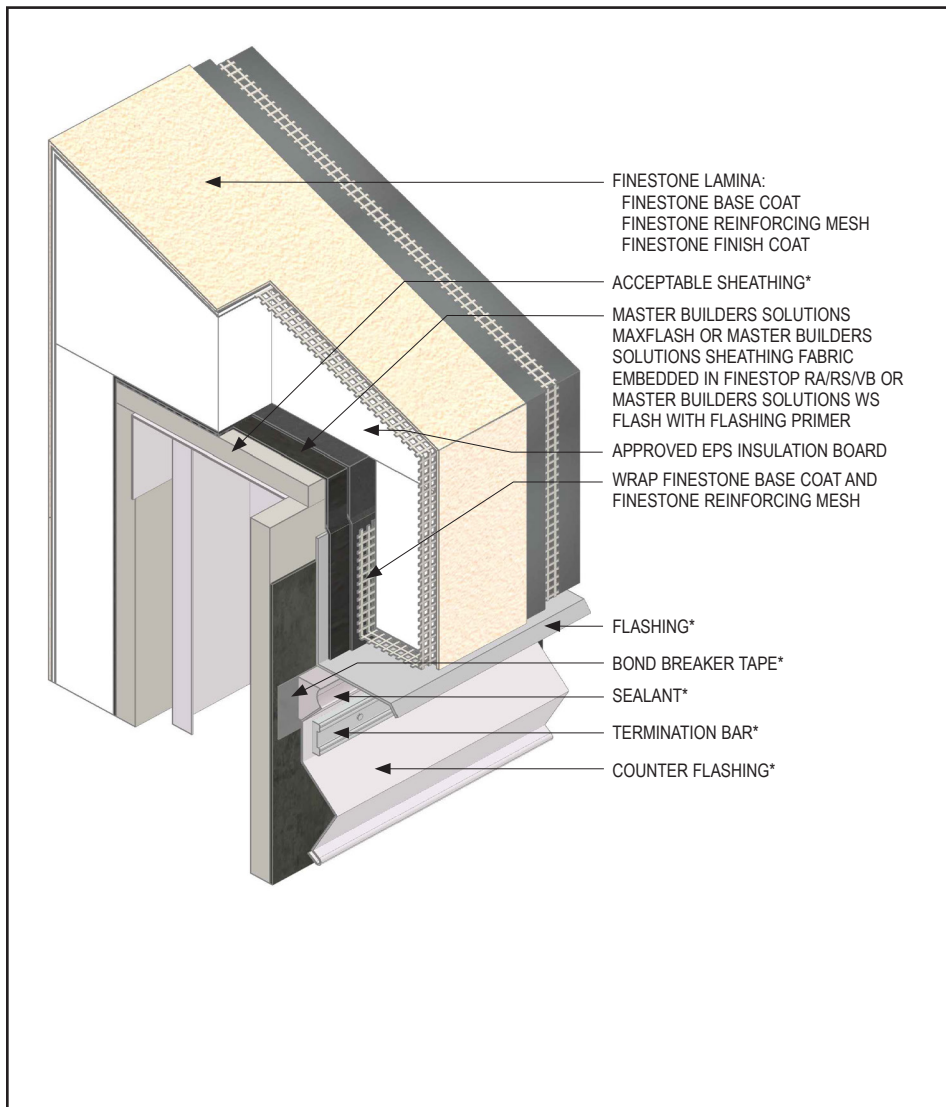 FINESTONE LAMINA:
FINESTONE BASE COAT
FINESTONE REINFORCING MESH
FINESTONE FINISH COAT
ACCEPTABLE SHEATHING*
MASTER BUILDERS SOLUTIONS
MAXFLASH OR MASTER BUILDERS
SOLUTIONS SHEATHING FABRIC
EMBEDDED IN FINESTOP RA/RS/VB OR
MASTER BUILDERS SOLUTIONS WS
FLASH WITH FLASHING PRIMER
APPROVED EPS INSULATION BOARD
WRAP FINESTONE BASE COAT AND
FINESTONE REINFORCING MESH
FLASHING*
BOND BREAKER TAPE*
SEALANT*
TERMINATION BAR*
COUNTER FLASHING*